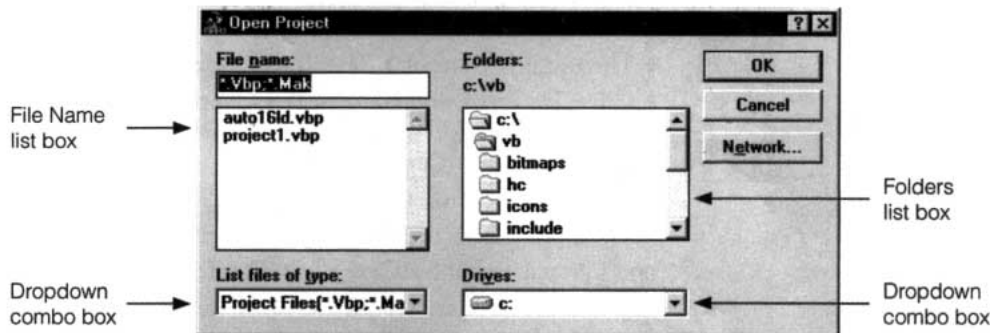 Open Project
File name:
*.Vbp;*.Mak
auto16ld.vbp
project1.vbp
List files of type:
Project Files(*.Vbp;*.Ma
Folders:
c:\vb
c:\
vb
bitmaps
hc
icons
include
Drives:
c:
OK
Cancel
Network...
File Name
list box
Dropdown
combo box
Folders
list box
Dropdown
combo box